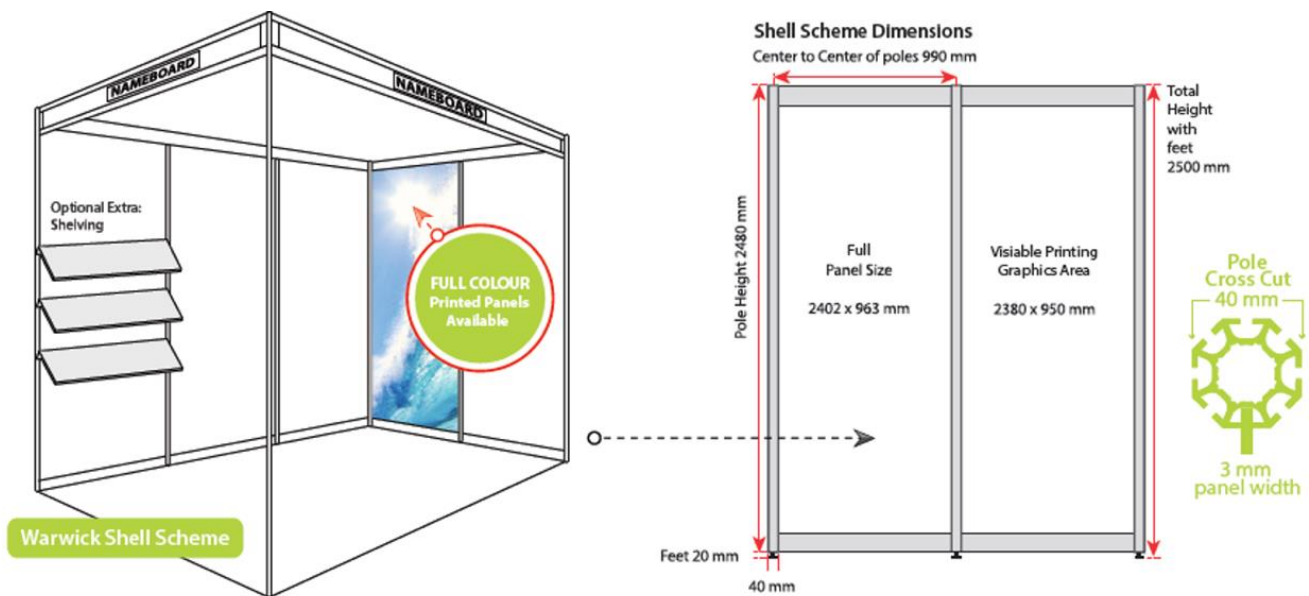 NAMEBOARD
NAMEBOARD
Optional Extra:
Shelving
FULL COLOUR
Printed Panels
Available
Warwick Shell Scheme
Shell Scheme Dimensions
Center to Center of poles 990 mm
Pole Height 2480 mm
Full
Panel Size
2402 x 963 mm
Visiable Printing
Graphics Area
2380 x 950 mm
Total
Height
with
feet
2500 mm
Feet 20 mm
40 mm
Pole
Cross Cut
40 mm
3 mm
panel width